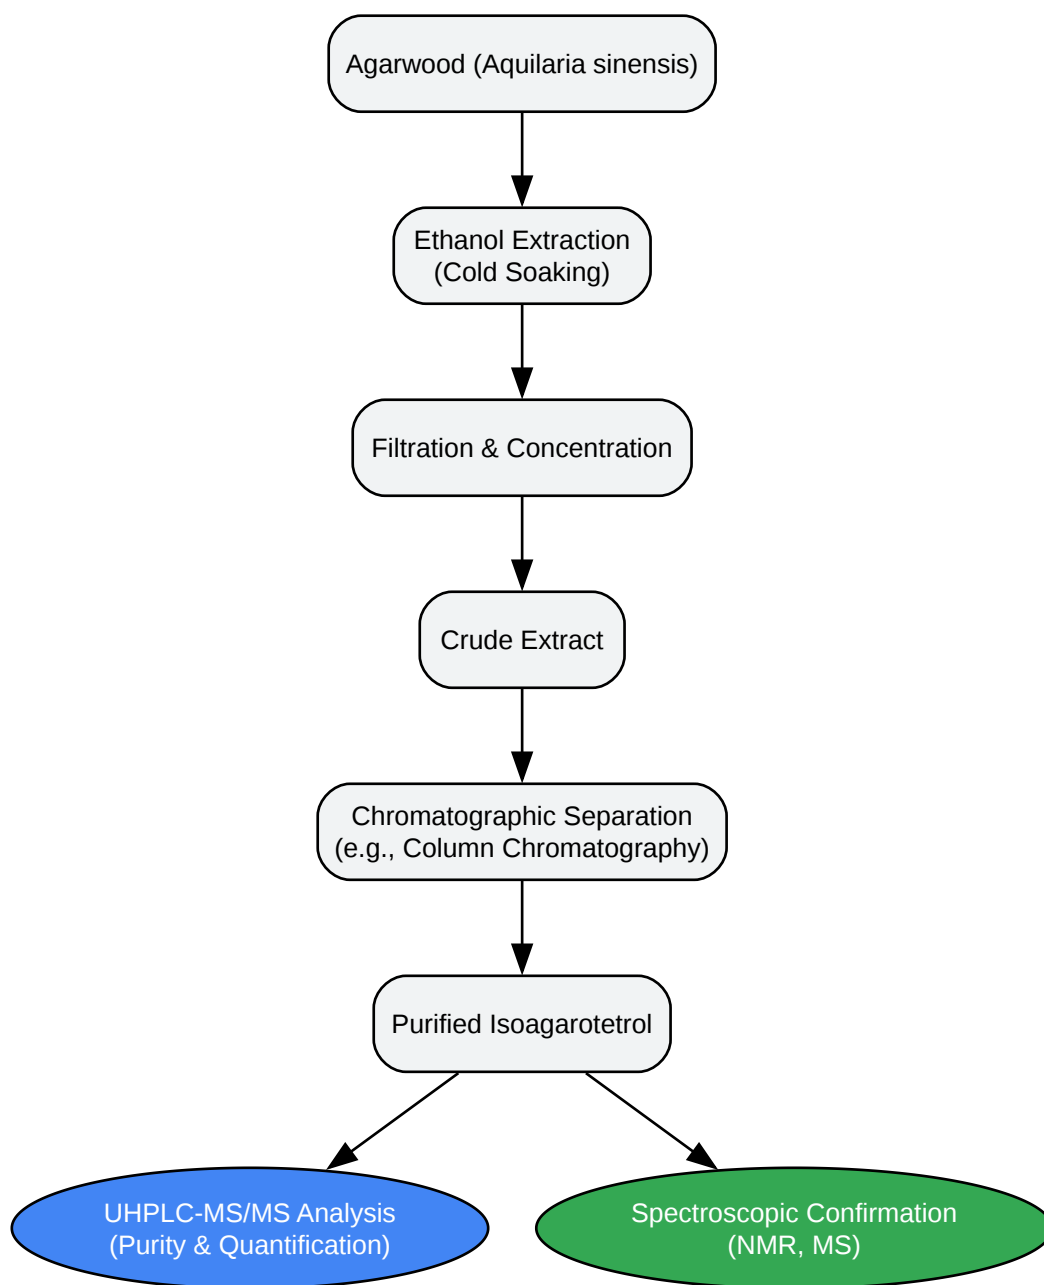 Agarwood (Aquilaria sinensis)
Ethanol Extraction
(Cold Soaking)
Filtration & Concentration
Crude Extract
Chromatographic Separation
(e.g., Column Chromatography)
Purified Isoagarotetrol
UHPLC-MS/MS Analysis
(Purity & Quantification)
Spectroscopic Confirmation
(NMR, MS)